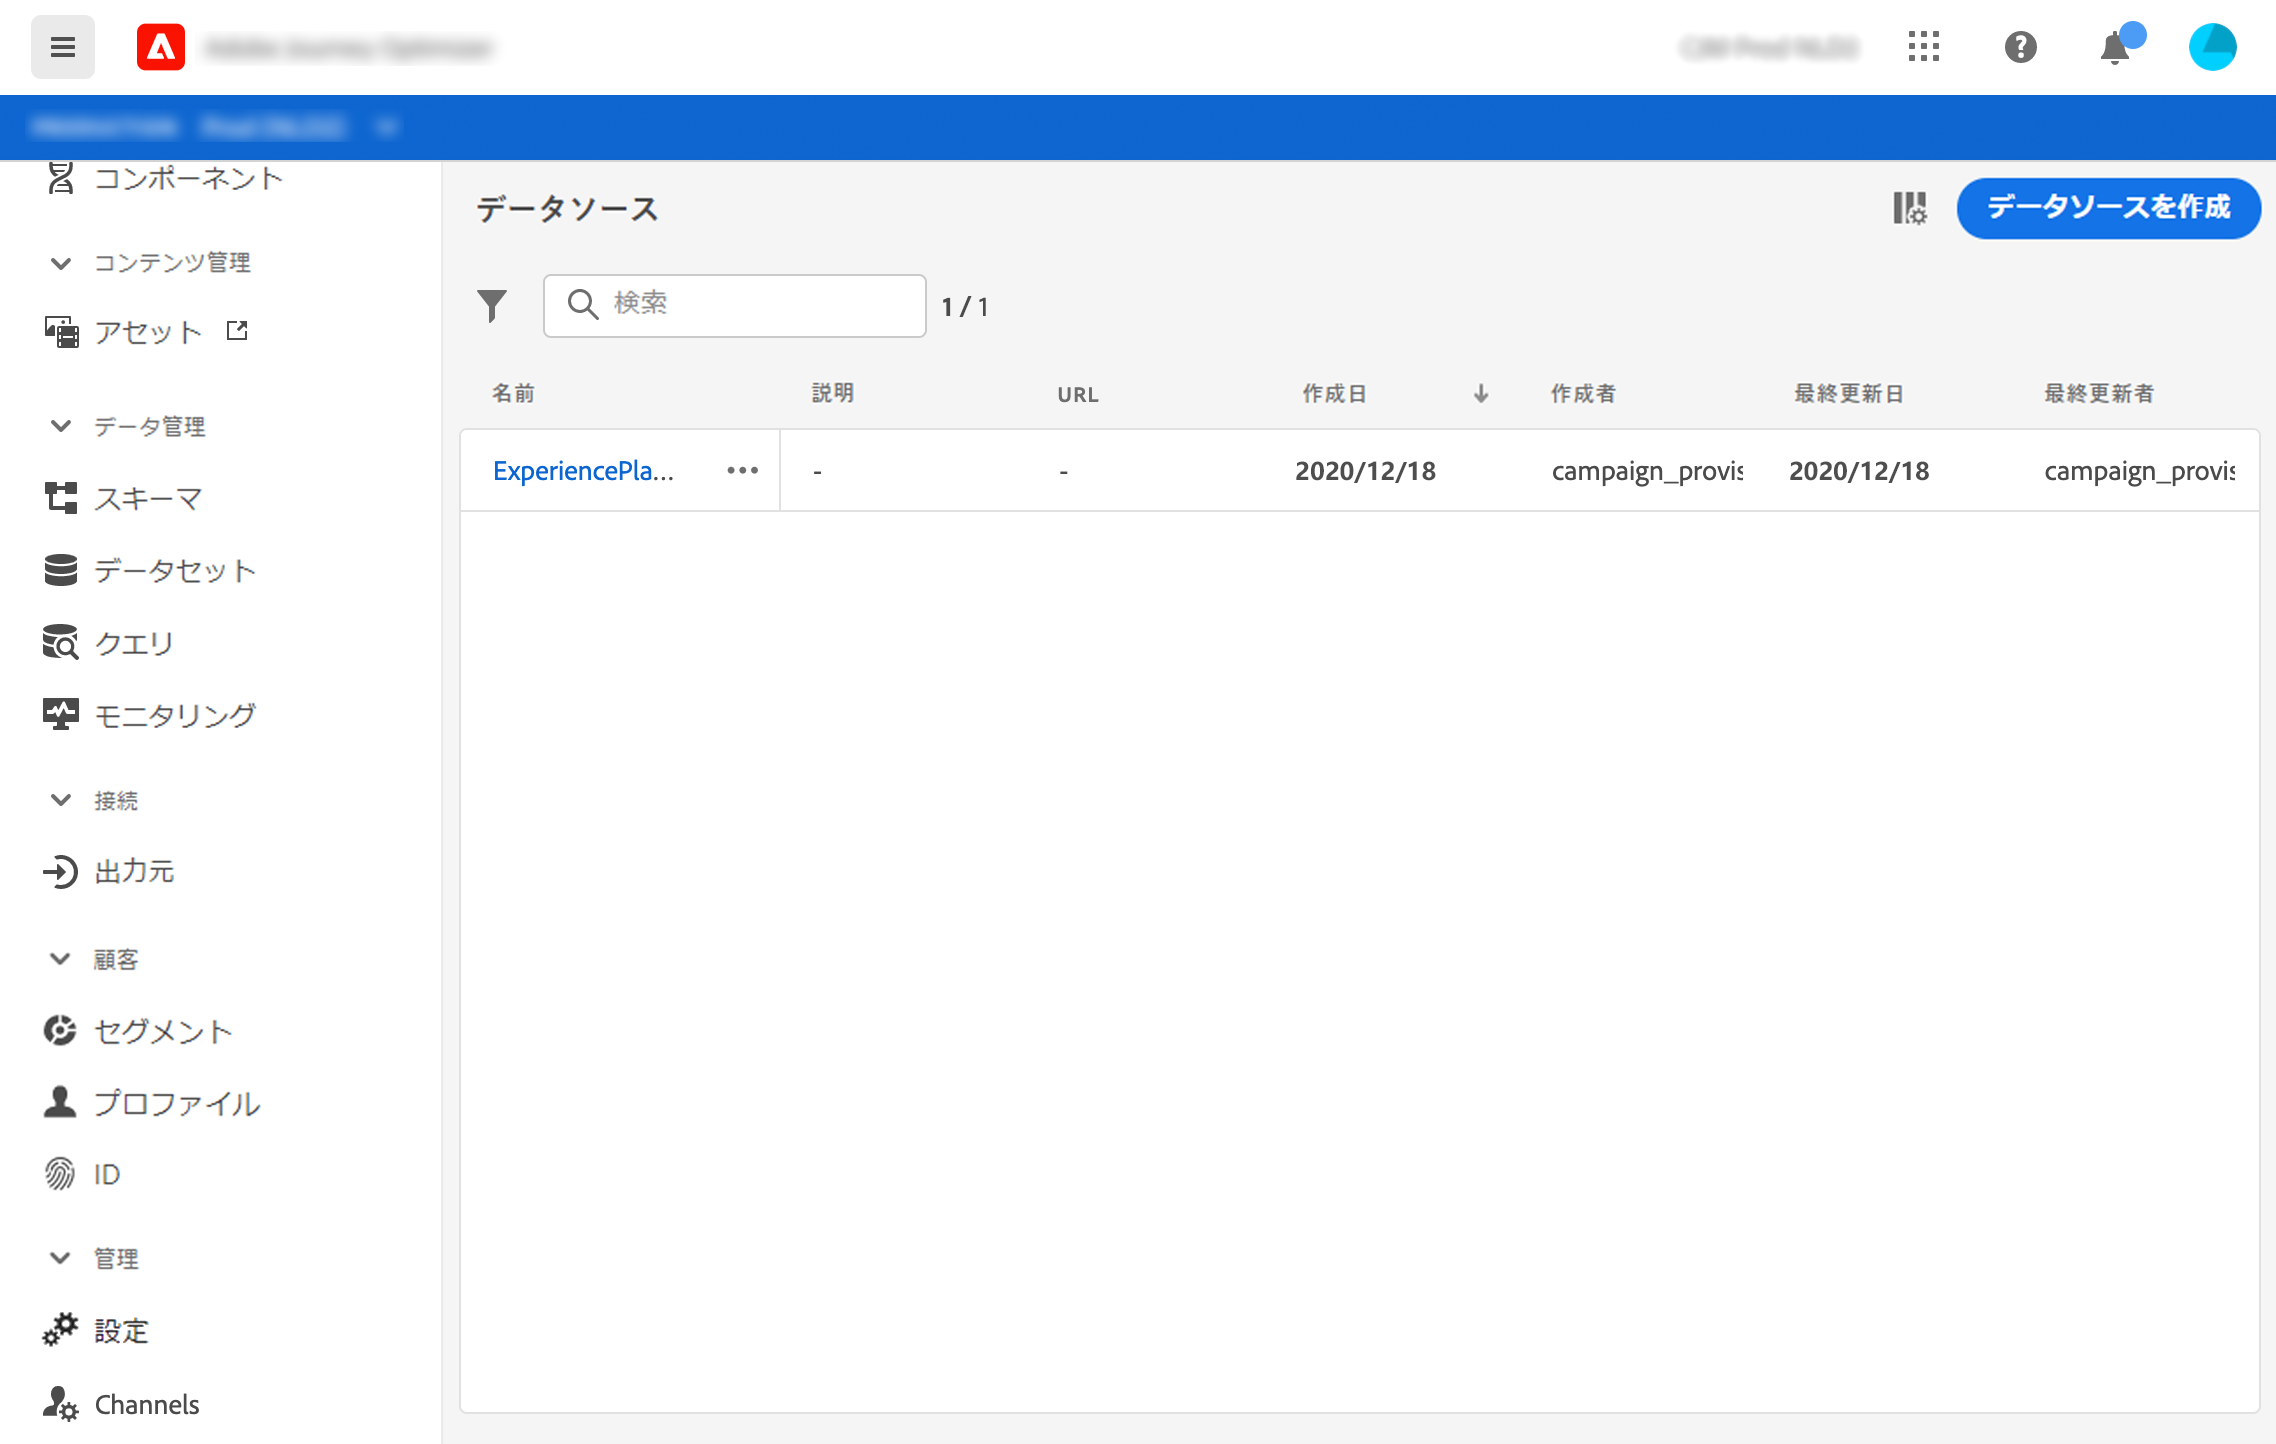 コンポーネント
コンテンツ管理
アセット
データ管理
スキーマ
データセット
クエリ
モニタリング
接続
出力元
顧客
セグメント
プロファイル
ID
管理
設定
Channels
データソース
データソースを作成
検索
1 / 1
名前 説明 URL 作成日 作成者 最終更新日 最終更新者
ExperiencePla... - - 2020/12/18 campaign_provis 2020/12/18 campaign_provis